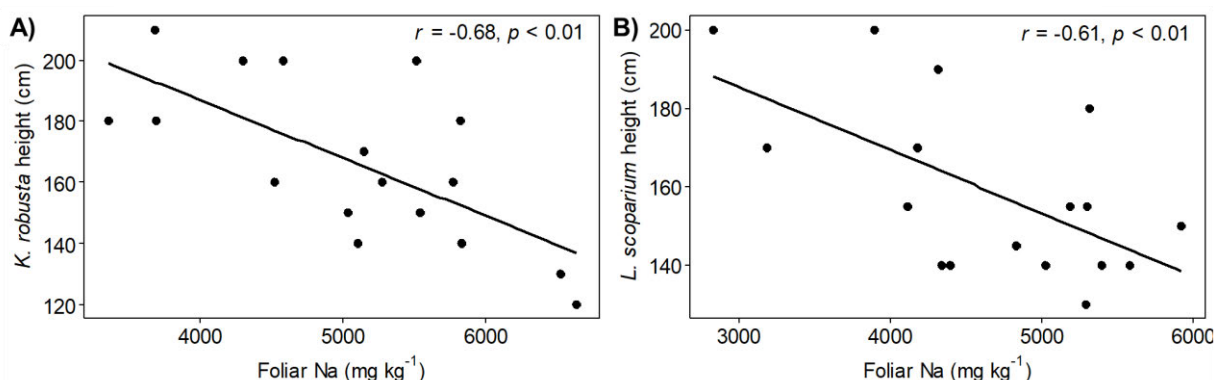 A)
r = -0.68, p < 0.01
K. robusta height (cm)
200
180
160
140
120
4000 5000 6000
Foliar Na (mg kg⁻¹)
B)
r = -0.61, p < 0.01
L. scoparium height (cm)
200
180
160
140
3000 4000 5000 6000
Foliar Na (mg kg⁻¹)